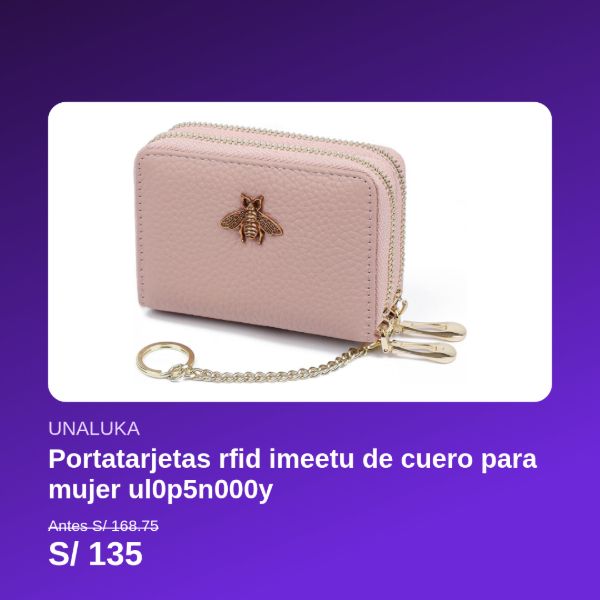 UNALUKA
Portatarjetas rfid imeetu de cuero para
mujer ul0p5n000y
Antes S/ 168.75
S/ 135